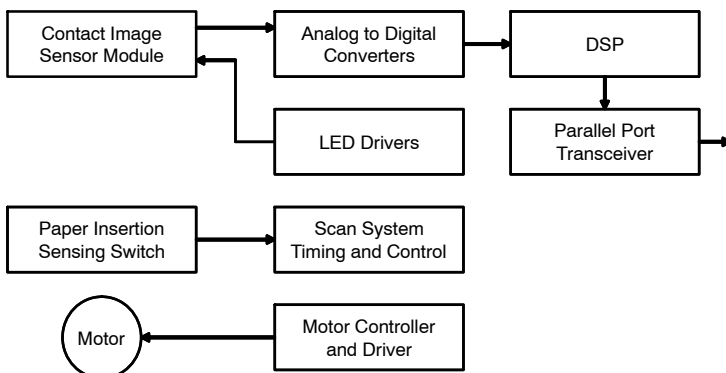 Contact Image
Sensor Module
Analog to Digital
Converters
DSP
LED Drivers
Parallel Port
Transceiver
Paper Insertion
Sensing Switch
Scan System
Timing and Control
Motor
Motor Controller
and Driver